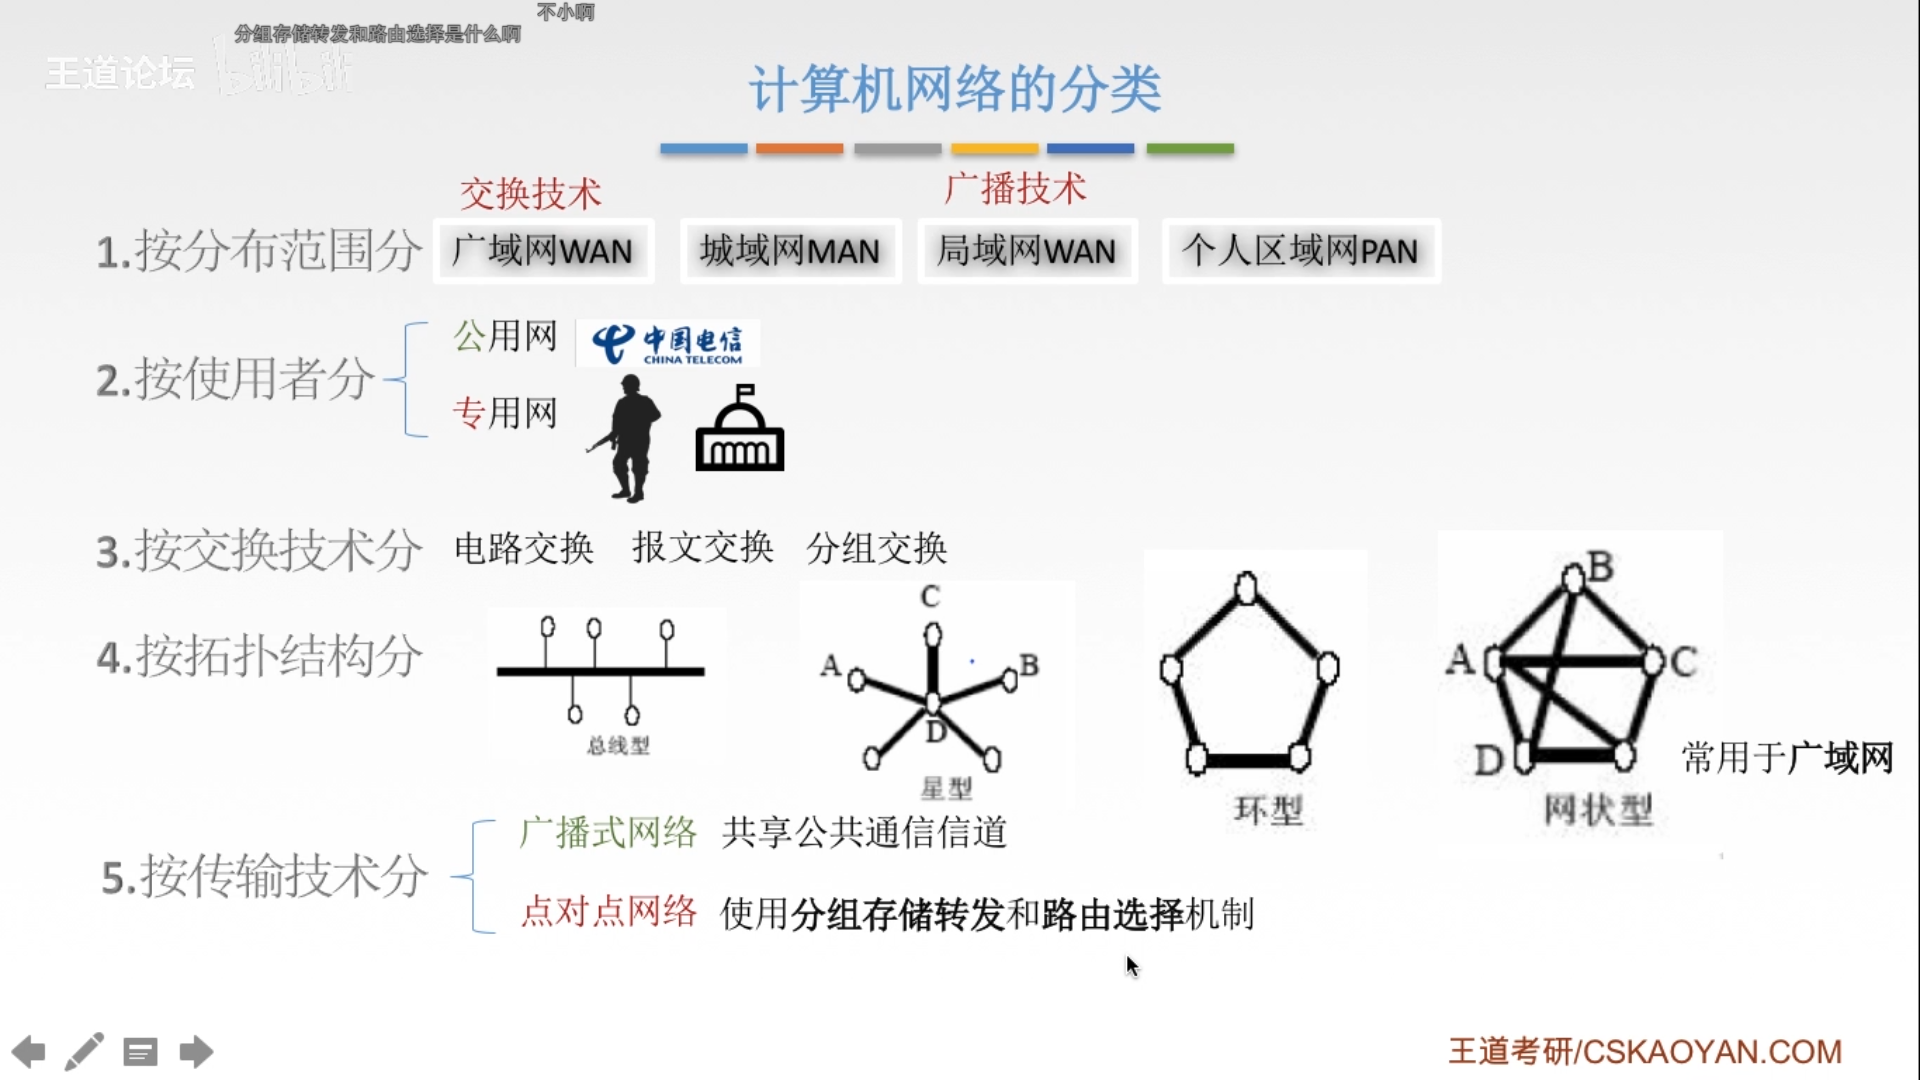 不小啊
分组存储转发和路由选择是什么啊
王道论坛 bilibili
计算机网络的分类
交换技术 广播技术
1.按分布范围分 广域网WAN 城域网MAN 局域网WAN 个人区域网PAN
公用网 中国电信
CHINA TELECOM
2.按使用者分
专用网
3.按交换技术分 电路交换 报文交换 分组交换
4.按拓扑结构分
总线型
C
A B
D
星型
环型
B
A C
D
网状型
常用于广域网
5.按传输技术分
广播式网络 共享公共通信信道
点对点网络 使用分组存储转发和路由选择机制
王道考研/CSKAOYAN.COM